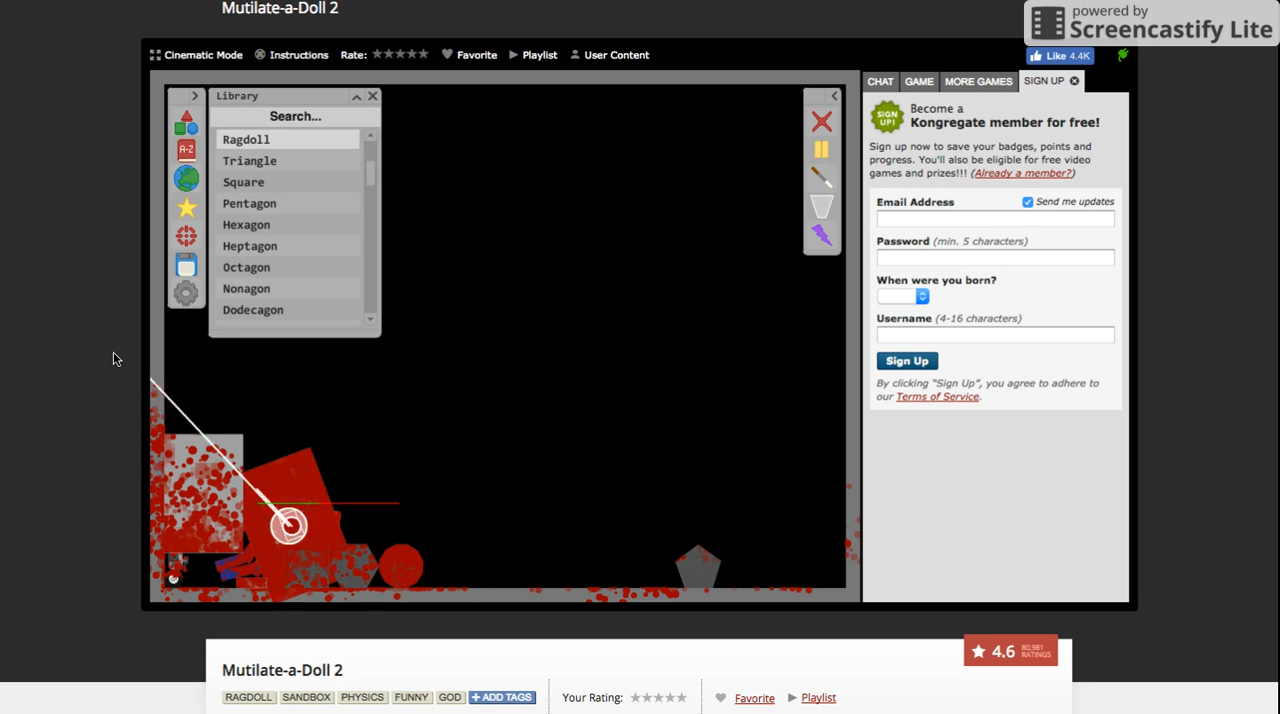 Mutilate-a-Doll 2
powered by
Screencastify Lite
Cinematic Mode
Instructions
Rate:
Favorite
Playlist
User Content
Like 4.4K
CHAT
GAME
MORE GAMES
SIGN UP
Library
Search...
A-Z
Ragdoll
Triangle
Square
Pentagon
Hexagon
Heptagon
Octagon
Nonagon
Dodecagon
SIGN UP!
Become a
Kongregate member for free!
Sign up now to save your badges, points and
progress. You'll also be eligible for free video
games and prizes!!! (Already a member?)
Email Address
Send me updates
Password (min. 5 characters)
When were you born?
Username (4-16 characters)
Sign Up
By clicking "Sign Up", you agree to adhere to
our Terms of Service.
4.6
80,981
RATINGS
Mutilate-a-Doll 2
RAGDOLL
SANDBOX
PHYSICS
FUNNY
GOD
+ ADD TAGS
Your Rating:
Favorite
Playlist